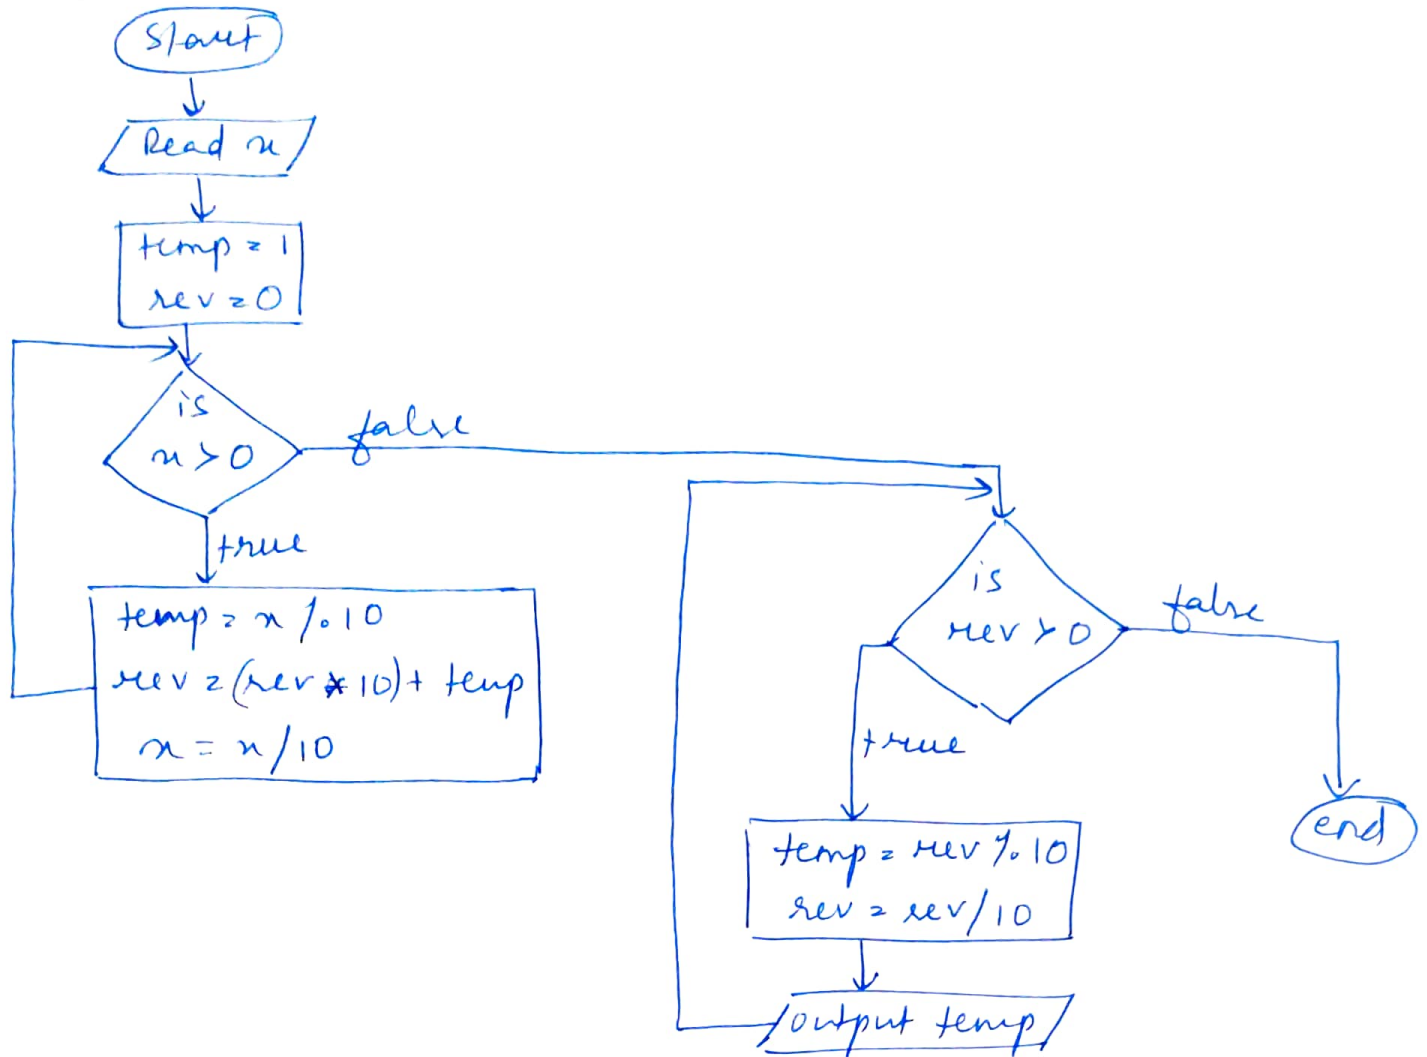 Start
Read x
temp = 1
rev = 0
is
x > 0
false
true
temp = x % 10
rev = (rev * 10) + temp
x = x / 10
is
rev > 0
false
true
end
temp = rev % 10
rev = rev / 10
output temp